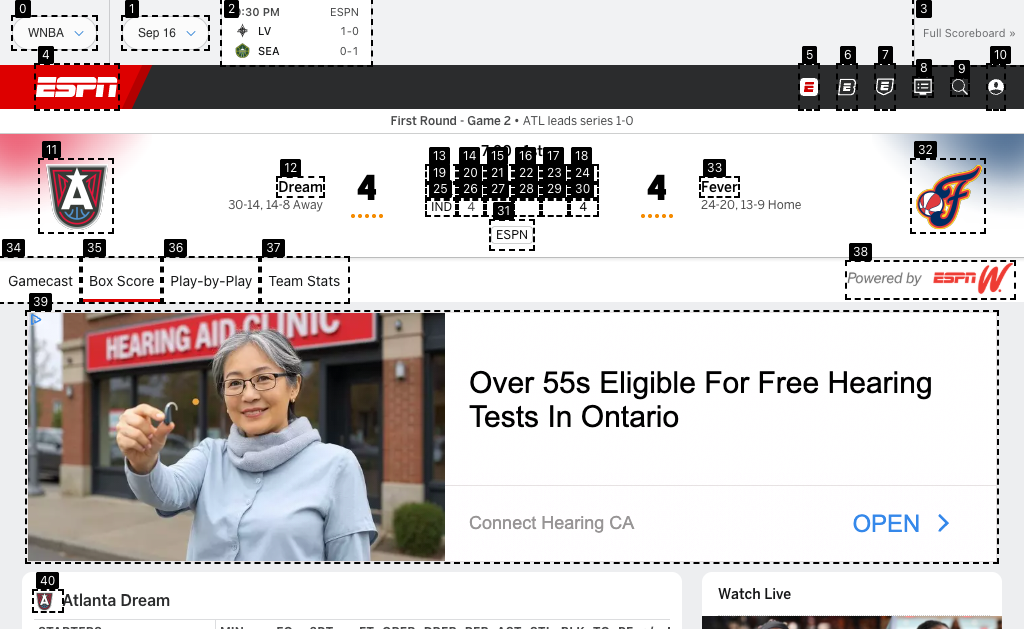 0
1
2
3
WNBA
Sep 16
:30 PM
ESPN
LV
1-0
SEA
0-1
Full Scoreboard »
4
5
6
7
8
9
10
ESPN
First Round - Game 2 • ATL leads series 1-0
11
12
Dream
30-14, 14-8 Away
4
13 14 15 16 17 18
19 20 21 22 23 24
25 26 27 28 29 30
IND 4 4
31
ESPN
4
33
Fever
24-20, 13-9 Home
32
34
35
36
37
Gamecast
Box Score
Play-by-Play
Team Stats
38
Powered by ESPN W
39
HEARING AID CLINIC
Over 55s Eligible For Free Hearing
Tests In Ontario
Connect Hearing CA
OPEN
40
Atlanta Dream
Watch Live